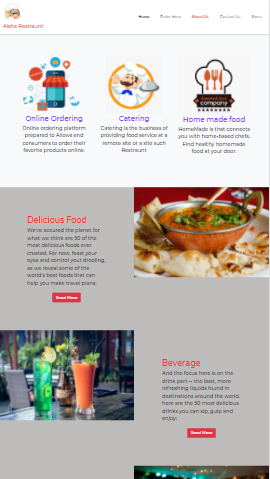 Aisha Restraunt
Home
Order Here
About Us
Contact Us
Online Ordering
Online ordering platform
prepared to Allows end
consumers to order their
favorite products online.
Catering
Catering is the business of
providing food service at a
remote site or a site such
Restraunt
Home made food
HomeMade is that connects
you with home-based chefs.
Find healthy homemade
food at your door.
Delicious Food
We've scoured the planet for
what we think are 50 of the
most delicious foods ever
created. For now, feast your
eyes and control your drooling,
as we reveal some of the
world's best foods that can
help you make travel plans:
Read More
Beverage
And the focus here is on the
drink part -- the best, more
refreshing liquids found in
destinations around the world.
here are the 50 most delicious
drinks you can sip, gulp and
enjoy:
Read More